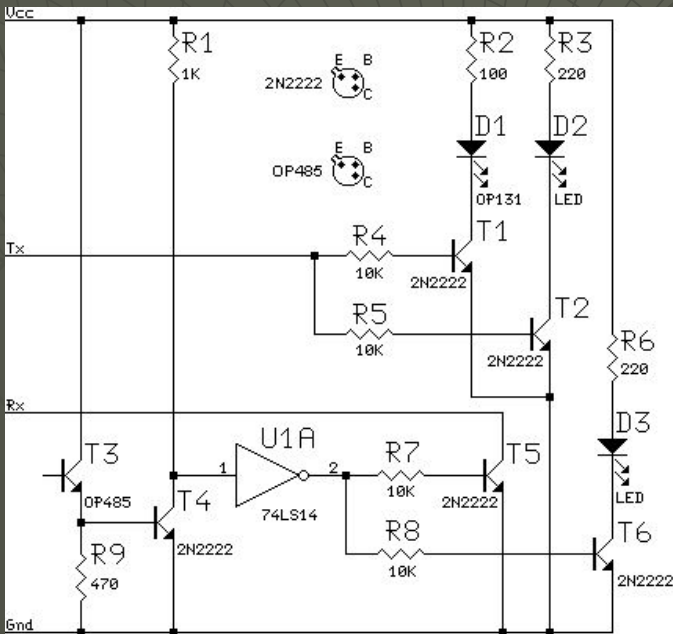 Vcc
R1
1K
E B
2N2222
C
E B
OP485
C
R2
100
R3
220
D1
OP131
D2
LED
Tx
R4
10K
T1
2N2222
R5
10K
T2
2N2222
R6
220
Rx
T3
OP485
U1A
1
2
74LS14
R7
10K
T5
2N2222
D3
LED
T4
2N2222
R8
10K
T6
2N2222
R9
470
Gnd